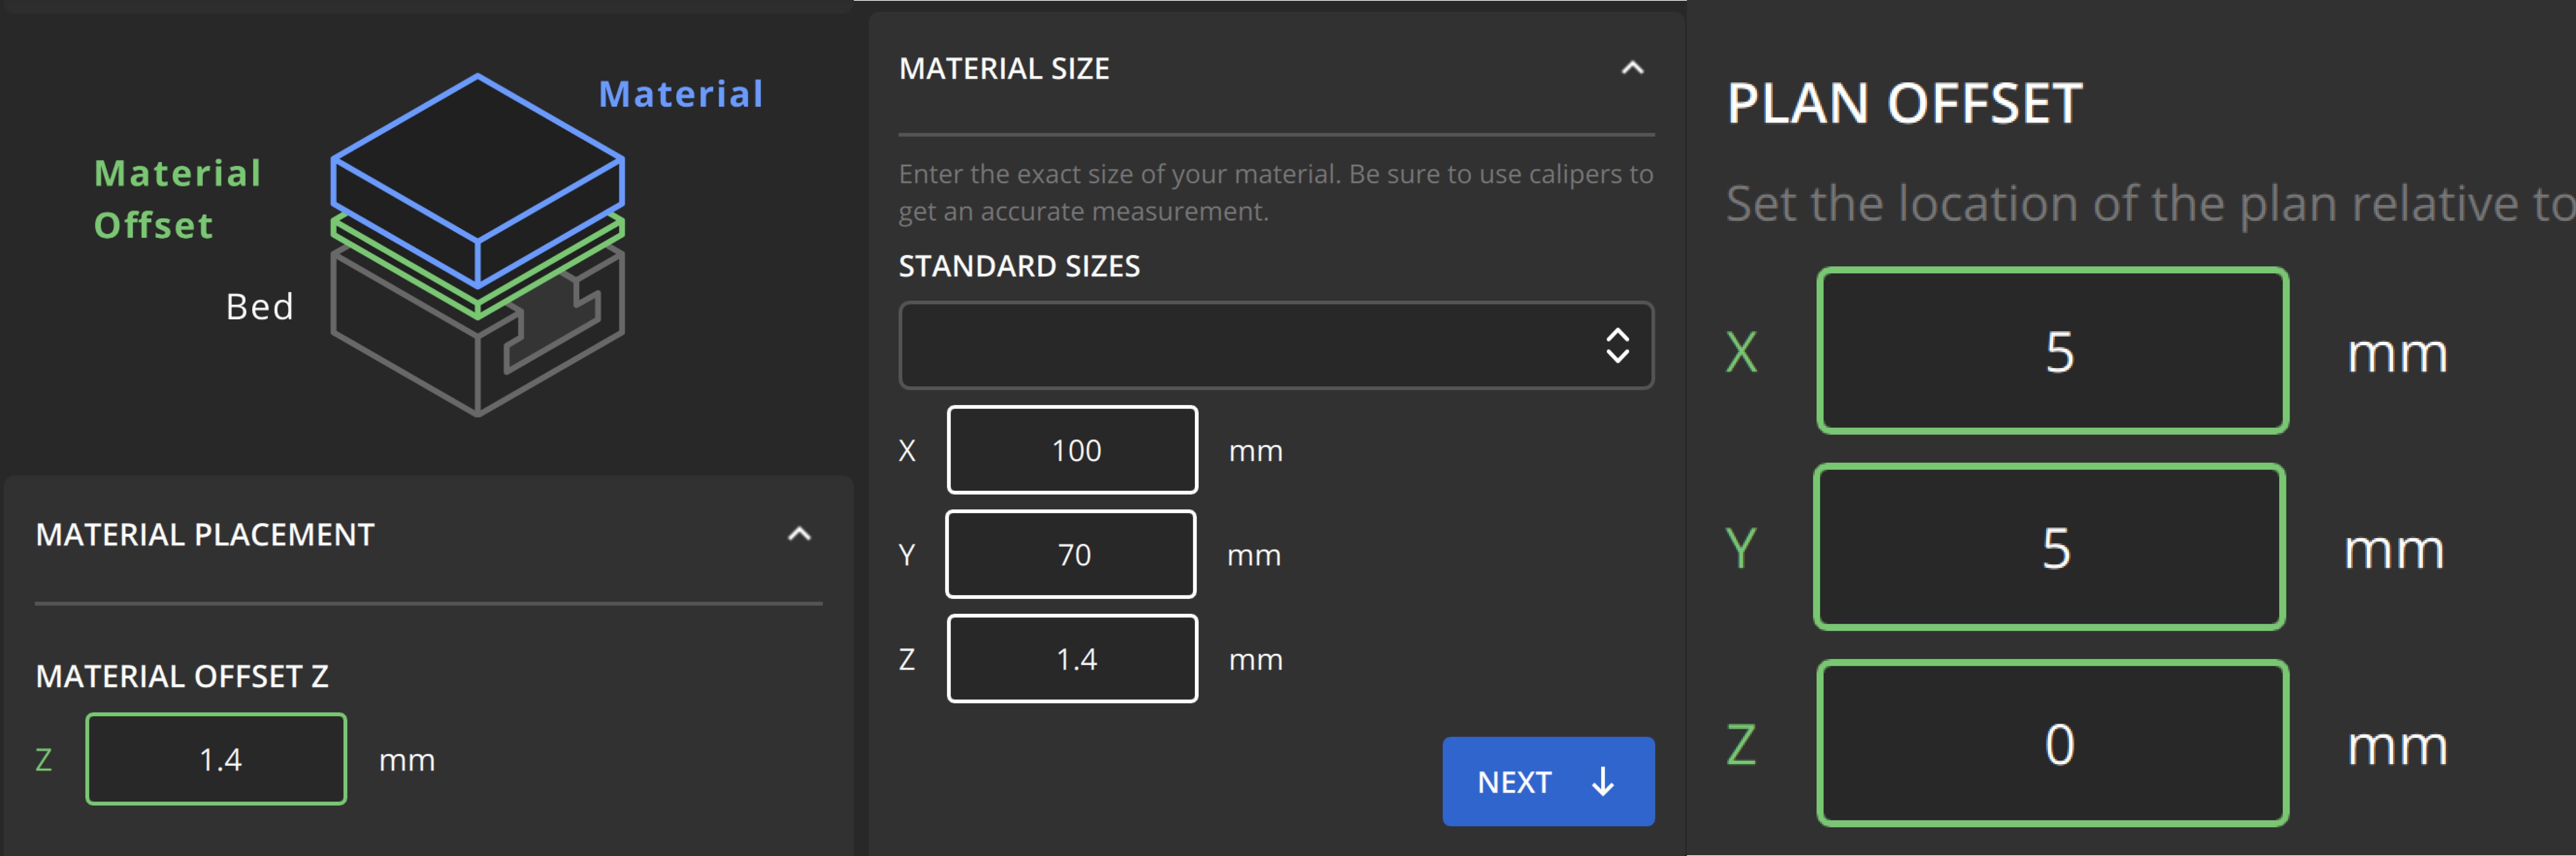 Material
Material
Offset
Bed
MATERIAL PLACEMENT
MATERIAL OFFSET Z
Z 1.4 mm
MATERIAL SIZE
Enter the exact size of your material. Be sure to use calipers to
get an accurate measurement.
STANDARD SIZES
X 100 mm
Y 70 mm
Z 1.4 mm
NEXT
PLAN OFFSET
Set the location of the plan relative to
X 5 mm
Y 5 mm
Z 0 mm